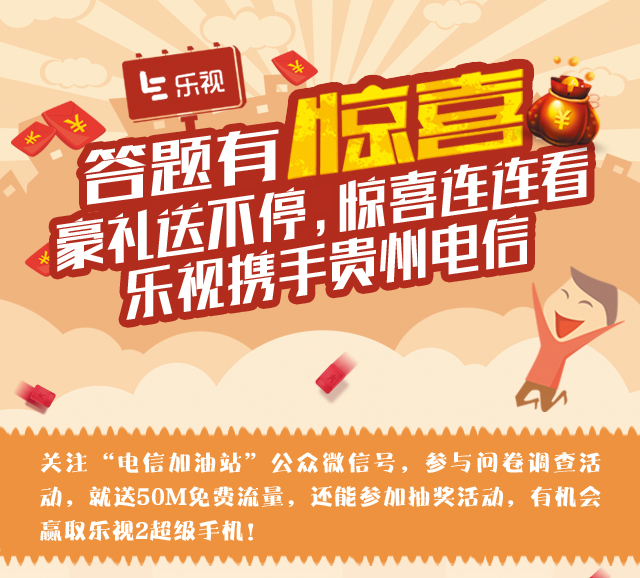 乐视
答题有惊喜
豪礼送不停,惊喜连连看
乐视携手贵州电信
关注“电信加油站”公众微信号，参与问卷调查活
动，就送50M免费流量，还能参加抽奖活动，有机会
赢取乐视2超级手机！